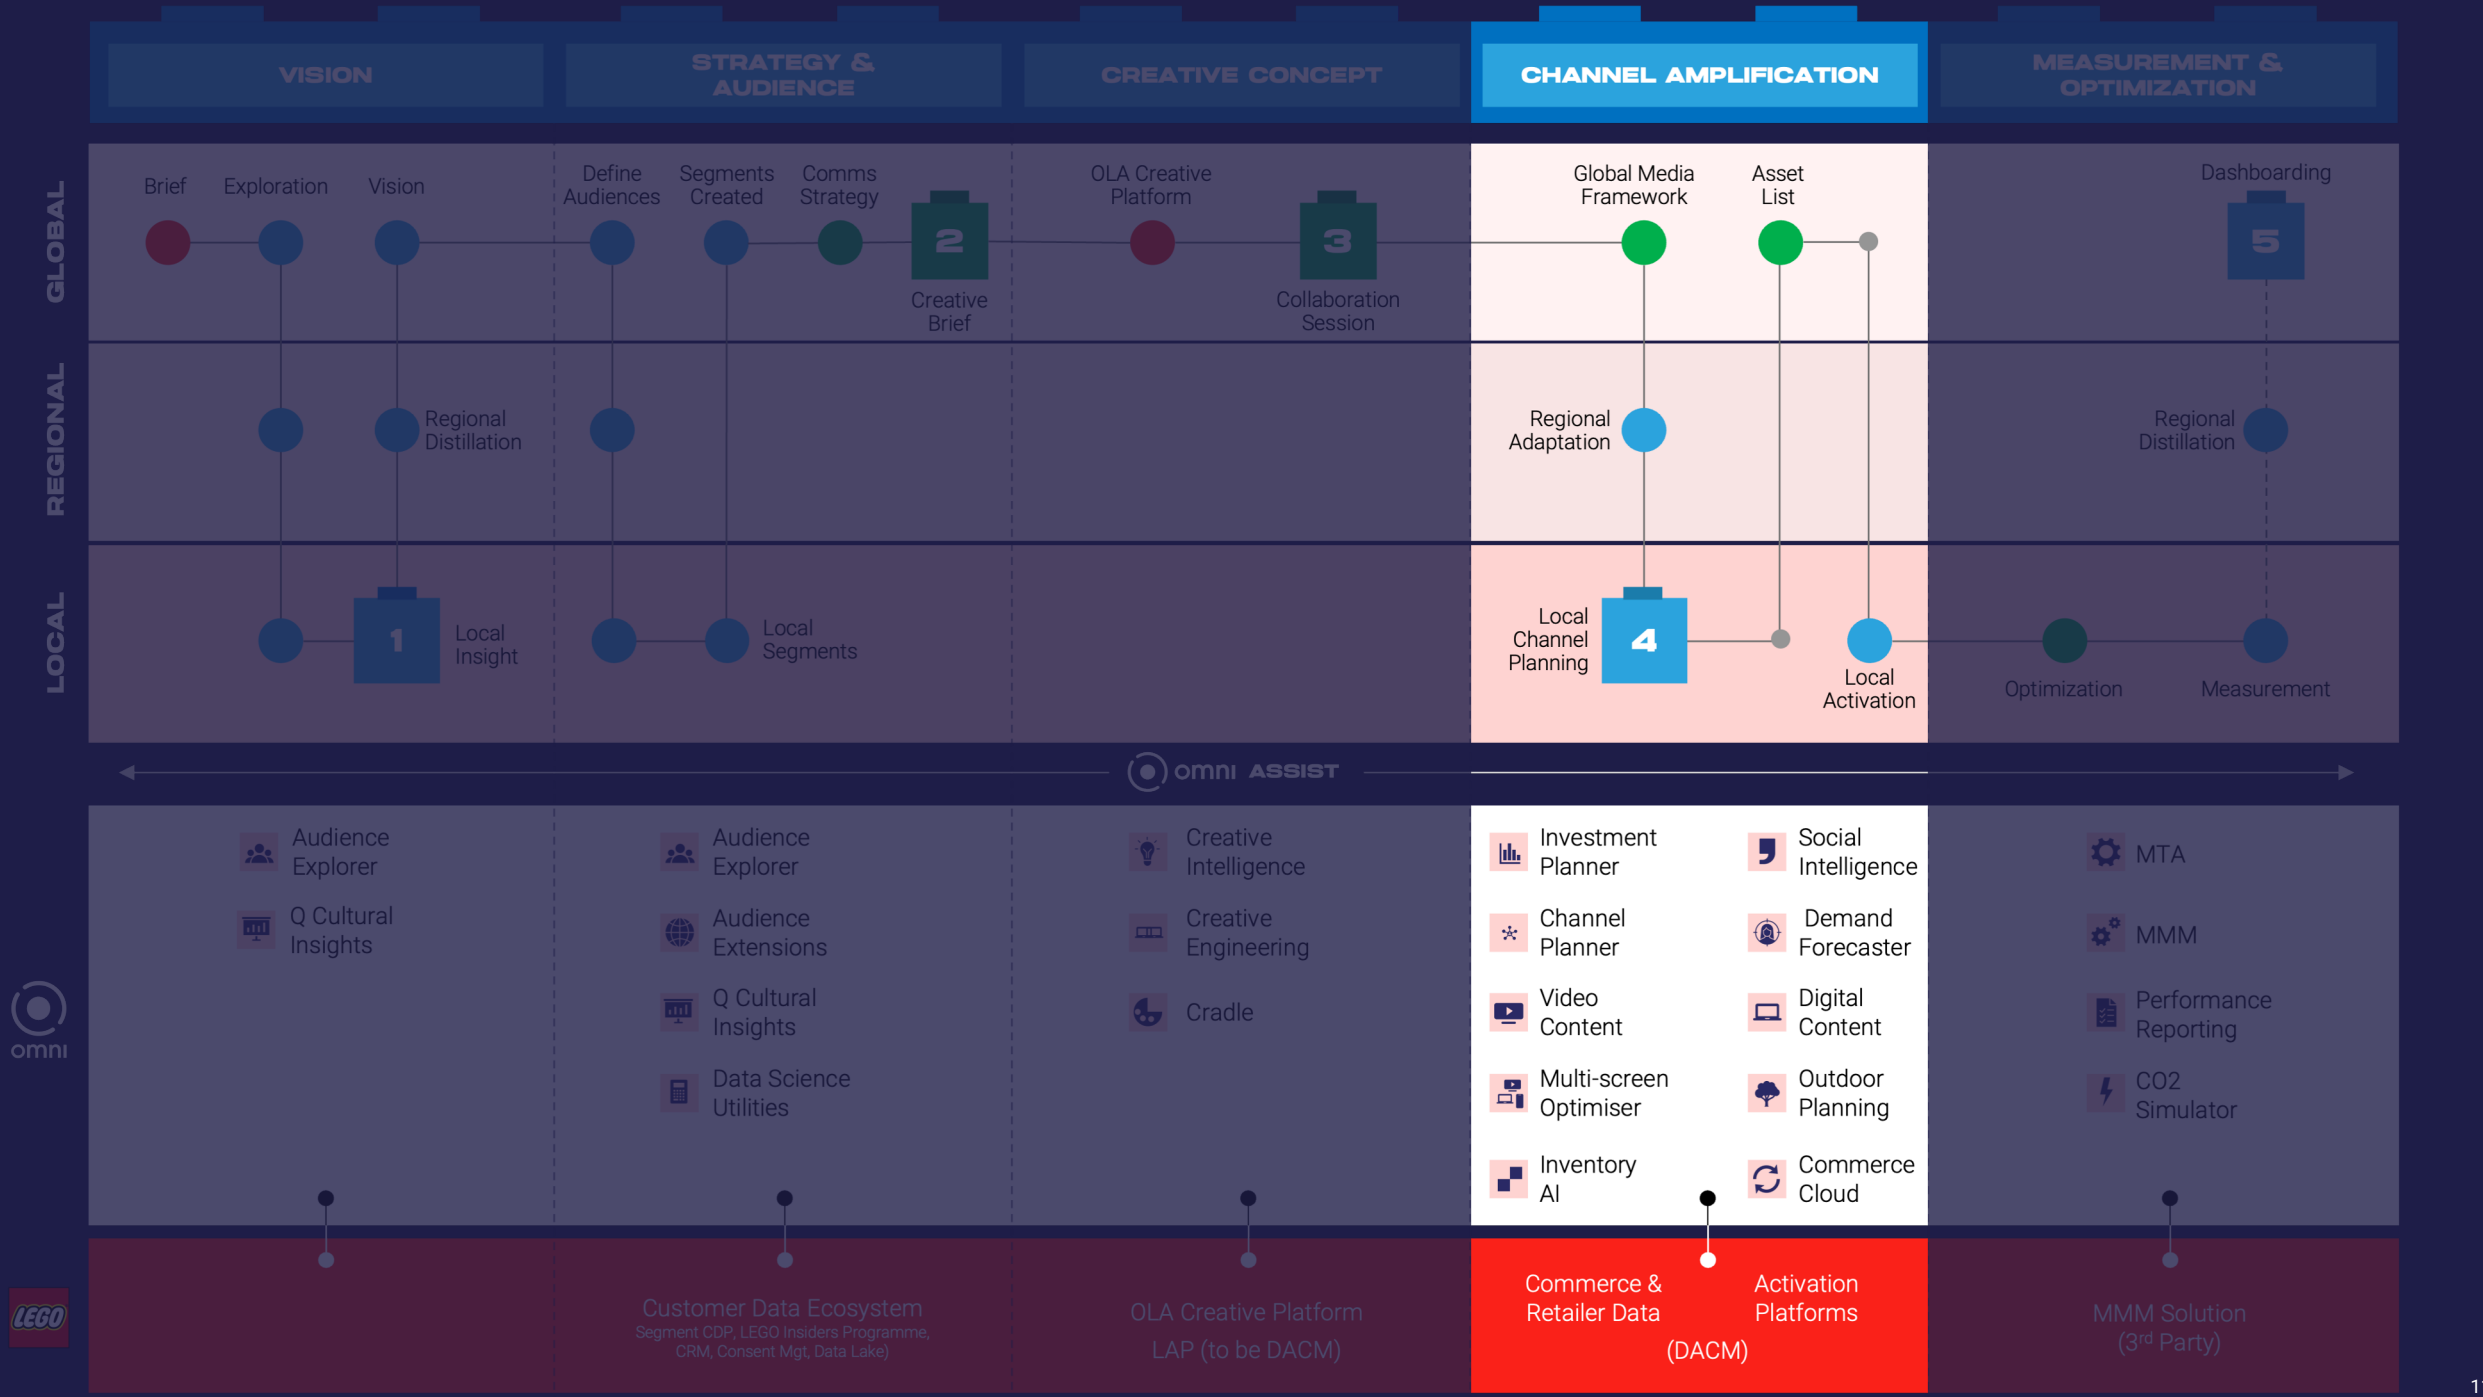 VISION
STRATEGY &
AUDIENCE
CREATIVE CONCEPT
CHANNEL AMPLIFICATION
MEASUREMENT &
OPTIMIZATION
GLOBAL
Brief
Exploration
Vision
Define
Audiences
Segments
Created
Comms
Strategy
2
Creative
Brief
OLA Creative
Platform
3
Collaboration
Session
Global Media
Framework
Asset
List
Dashboarding
5
REGIONAL
Regional
Distillation
Regional
Adaptation
Regional
Distillation
LOCAL
1
Local
Insight
Local
Segments
Local
Channel
Planning
4
Local
Activation
Optimization
Measurement
omni ASSIST
omni
Audience
Explorer
Q Cultural
Insights
Audience
Explorer
Audience
Extensions
Q Cultural
Insights
Data Science
Utilities
Creative
Intelligence
Creative
Engineering
Cradle
Investment
Planner
Channel
Planner
Video
Content
Multi-screen
Optimiser
Inventory
AI
Social
Intelligence
Demand
Forecaster
Digital
Content
Outdoor
Planning
Commerce
Cloud
MTA
MMM
Performance
Reporting
CO2
Simulator
LEGO
Customer Data Ecosystem
Segment CDP, LEGO Insiders Programme,
CRM, Consent Mgt, Data Lake)
OLA Creative Platform
LAP (to be DACM)
Commerce &
Retailer Data
Activation
Platforms
(DACM)
MMM Solution
(3rd Party)